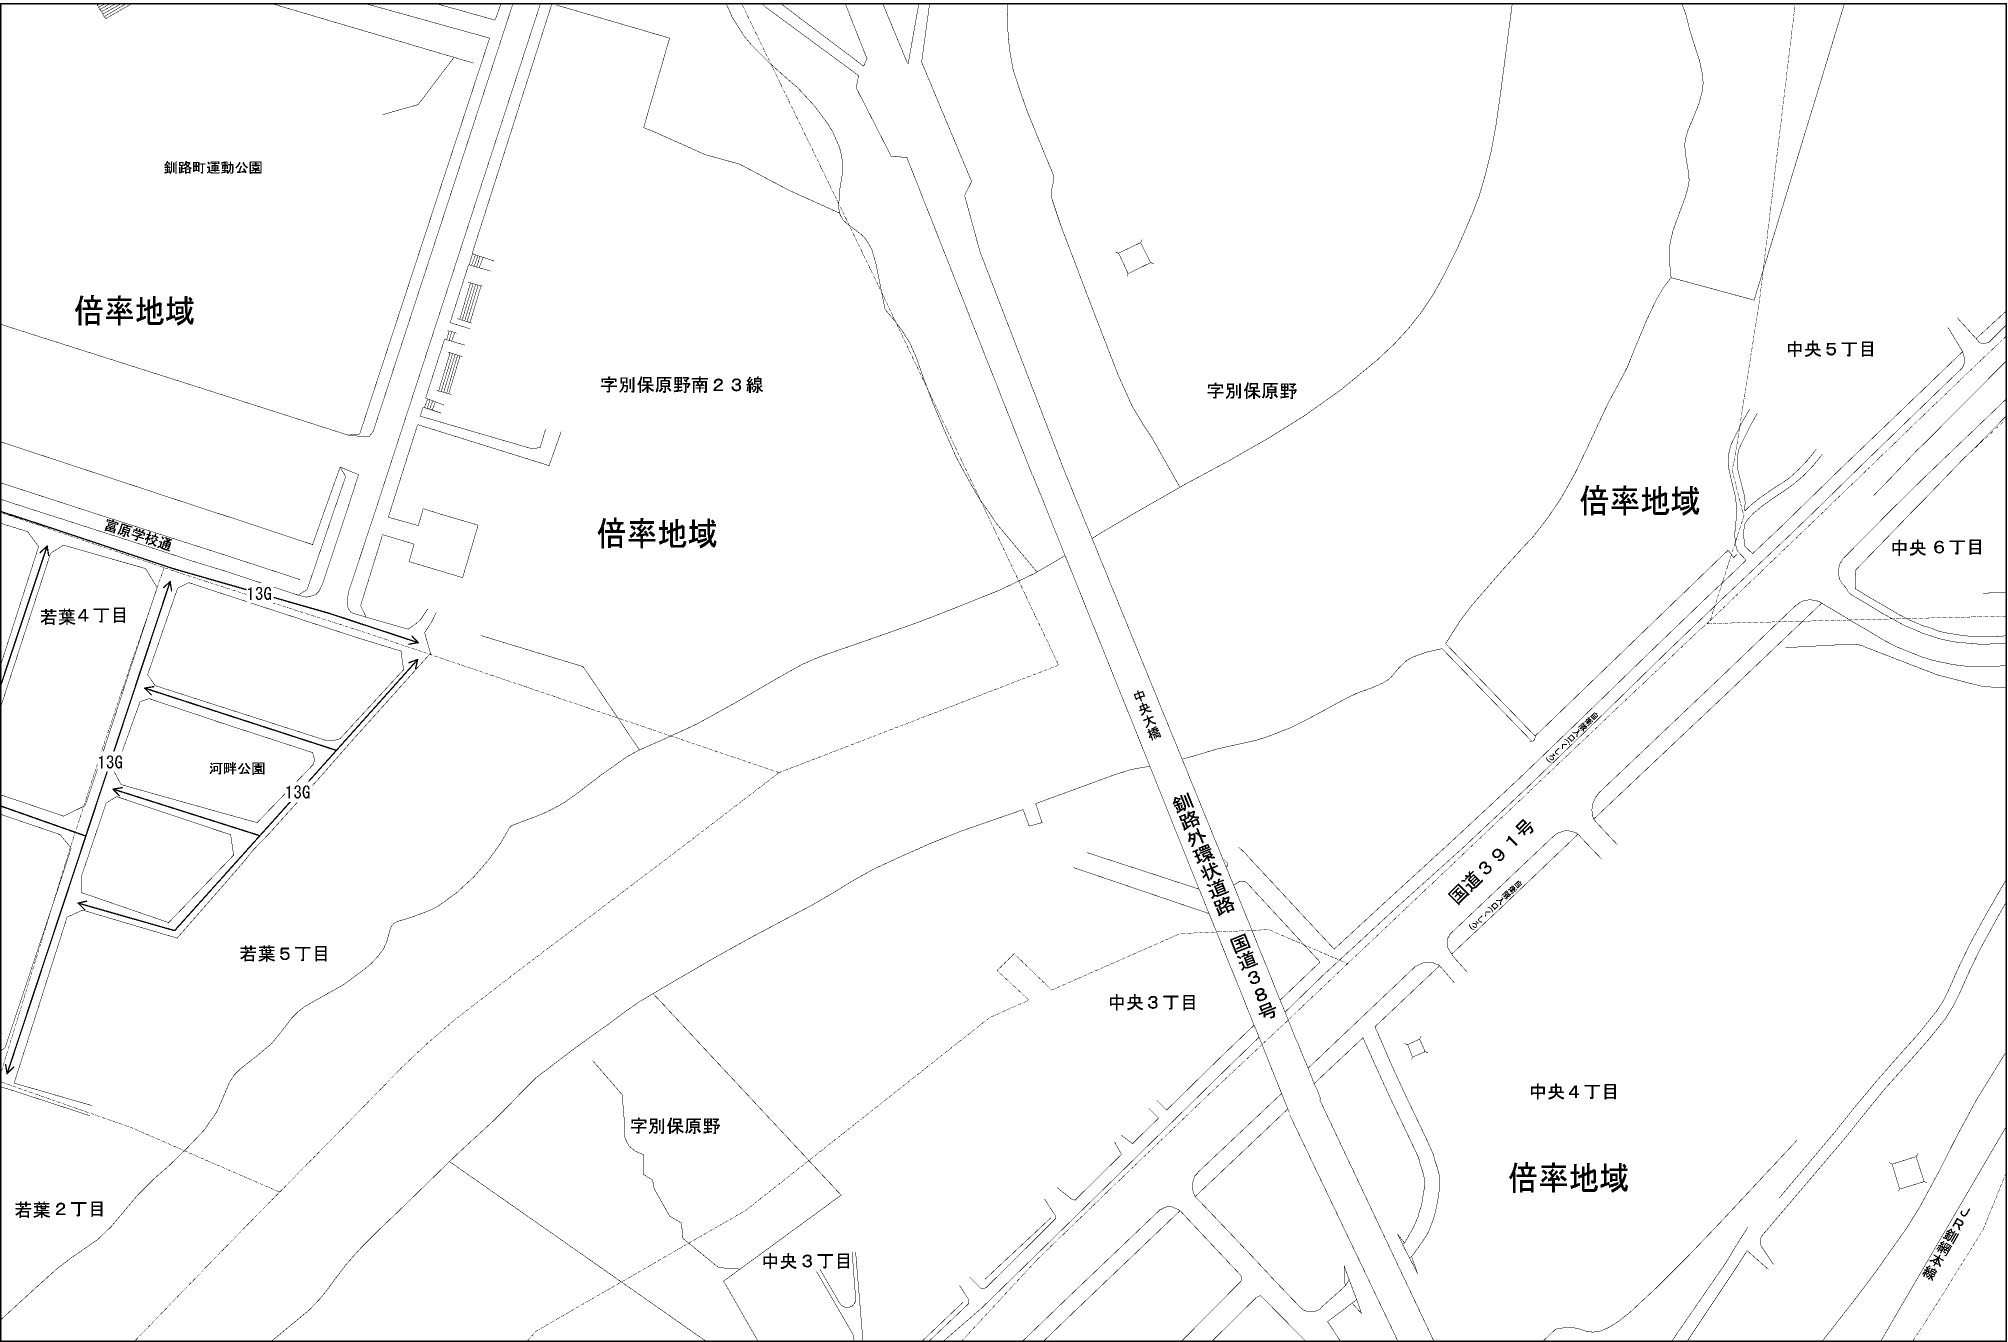 釧路町運動公園
倍率地域
字別保原野南２３線
字別保原野
中央５丁目
倍率地域
倍率地域
中央６丁目
富原学校通
13G
若葉４丁目
中央大橋
13G
河畔公園
13G
釧路外環状道路
国道３９１号
若葉５丁目
国道３８号
中央３丁目
中央４丁目
字別保原野
倍率地域
若葉２丁目
中央３丁目
ＪＲ釧網本線